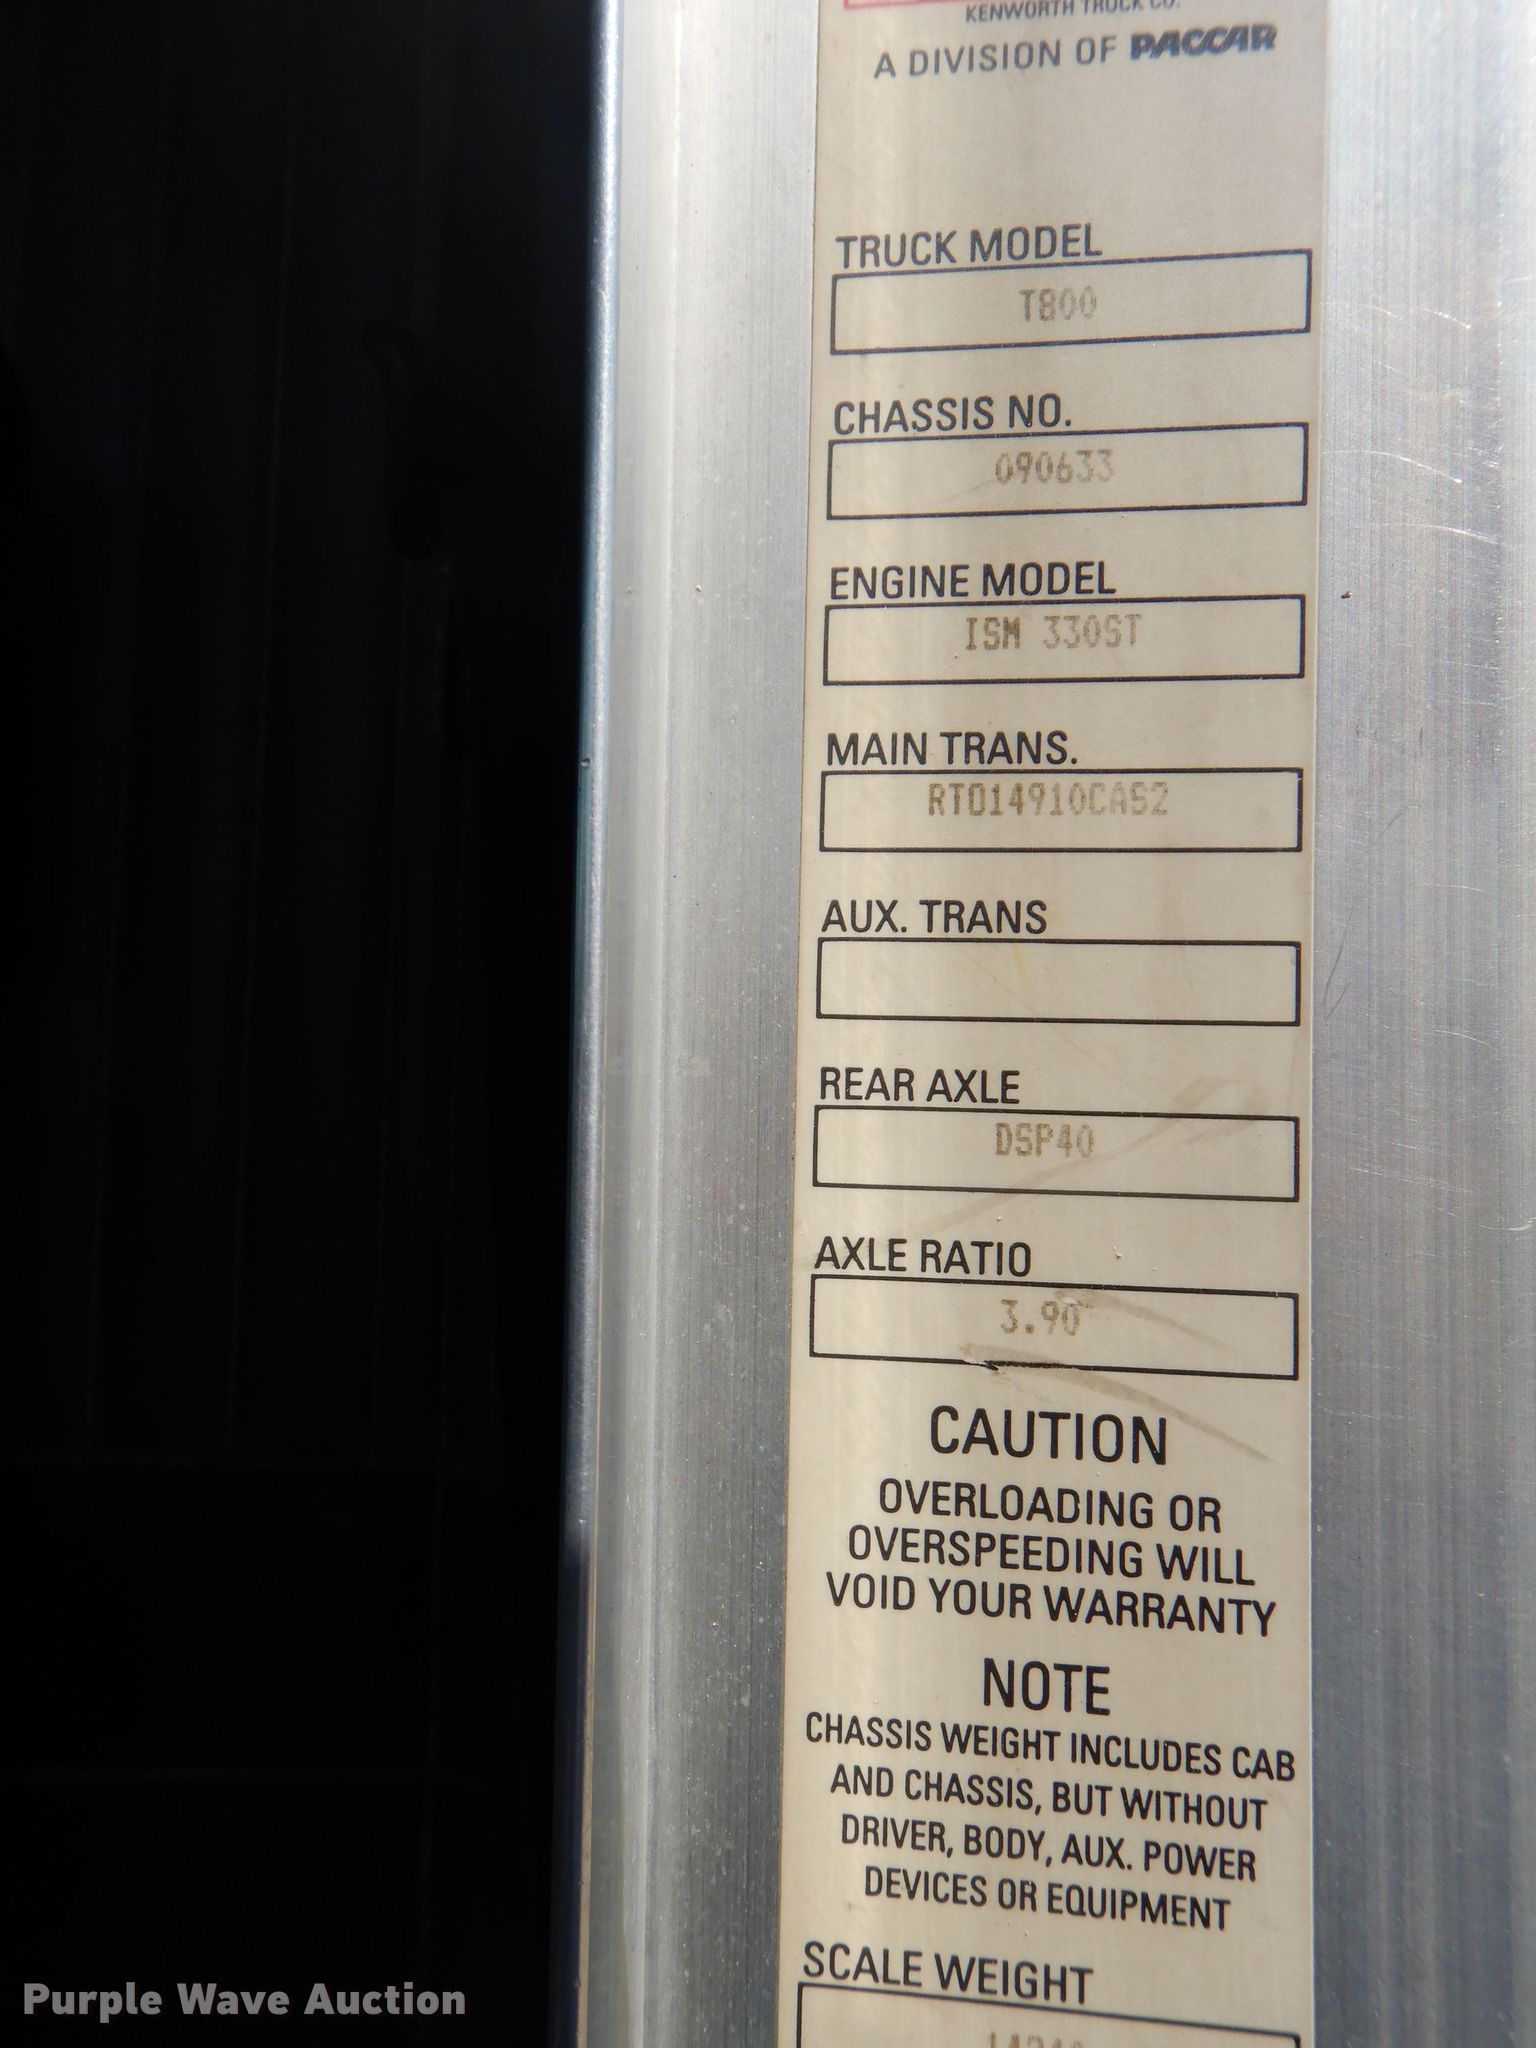 KENWORTH TRUCK CO.
A DIVISION OF PACCAR
TRUCK MODEL
T800
CHASSIS NO.
090633
ENGINE MODEL
ISM 330ST
MAIN TRANS.
RTO14910CAS2
AUX. TRANS
REAR AXLE
DSP40
AXLE RATIO
3.90
CAUTION
OVERLOADING OR
OVERSPEEDING WILL
VOID YOUR WARRANTY
NOTE
CHASSIS WEIGHT INCLUDES CAB
AND CHASSIS, BUT WITHOUT
DRIVER, BODY, AUX. POWER
DEVICES OR EQUIPMENT
SCALE WEIGHT
Purple Wave Auction